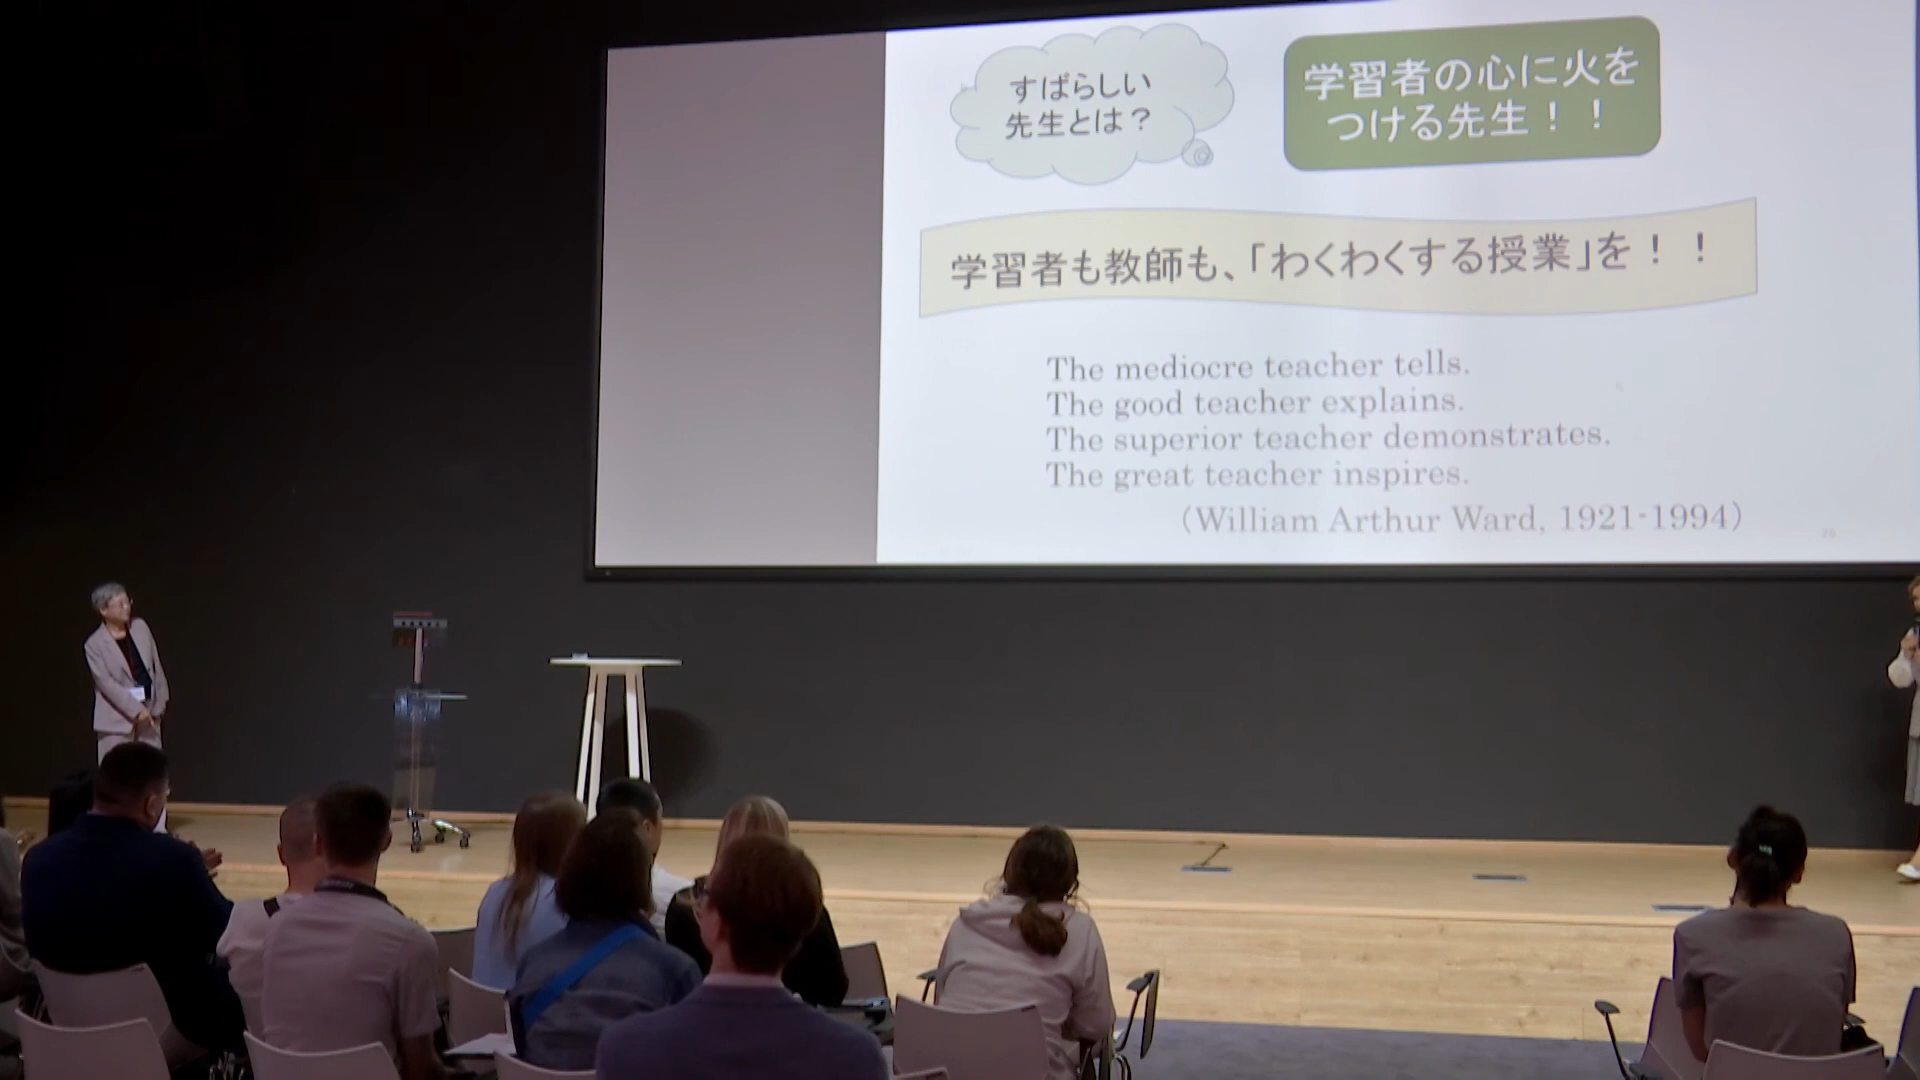 すばらしい
先生とは？
学習者の心に火を
つける先生！！
学習者も教師も、「わくわくする授業」を！！
The mediocre teacher tells.
The good teacher explains.
The superior teacher demonstrates.
The great teacher inspires.
（William Arthur Ward, 1921-1994）